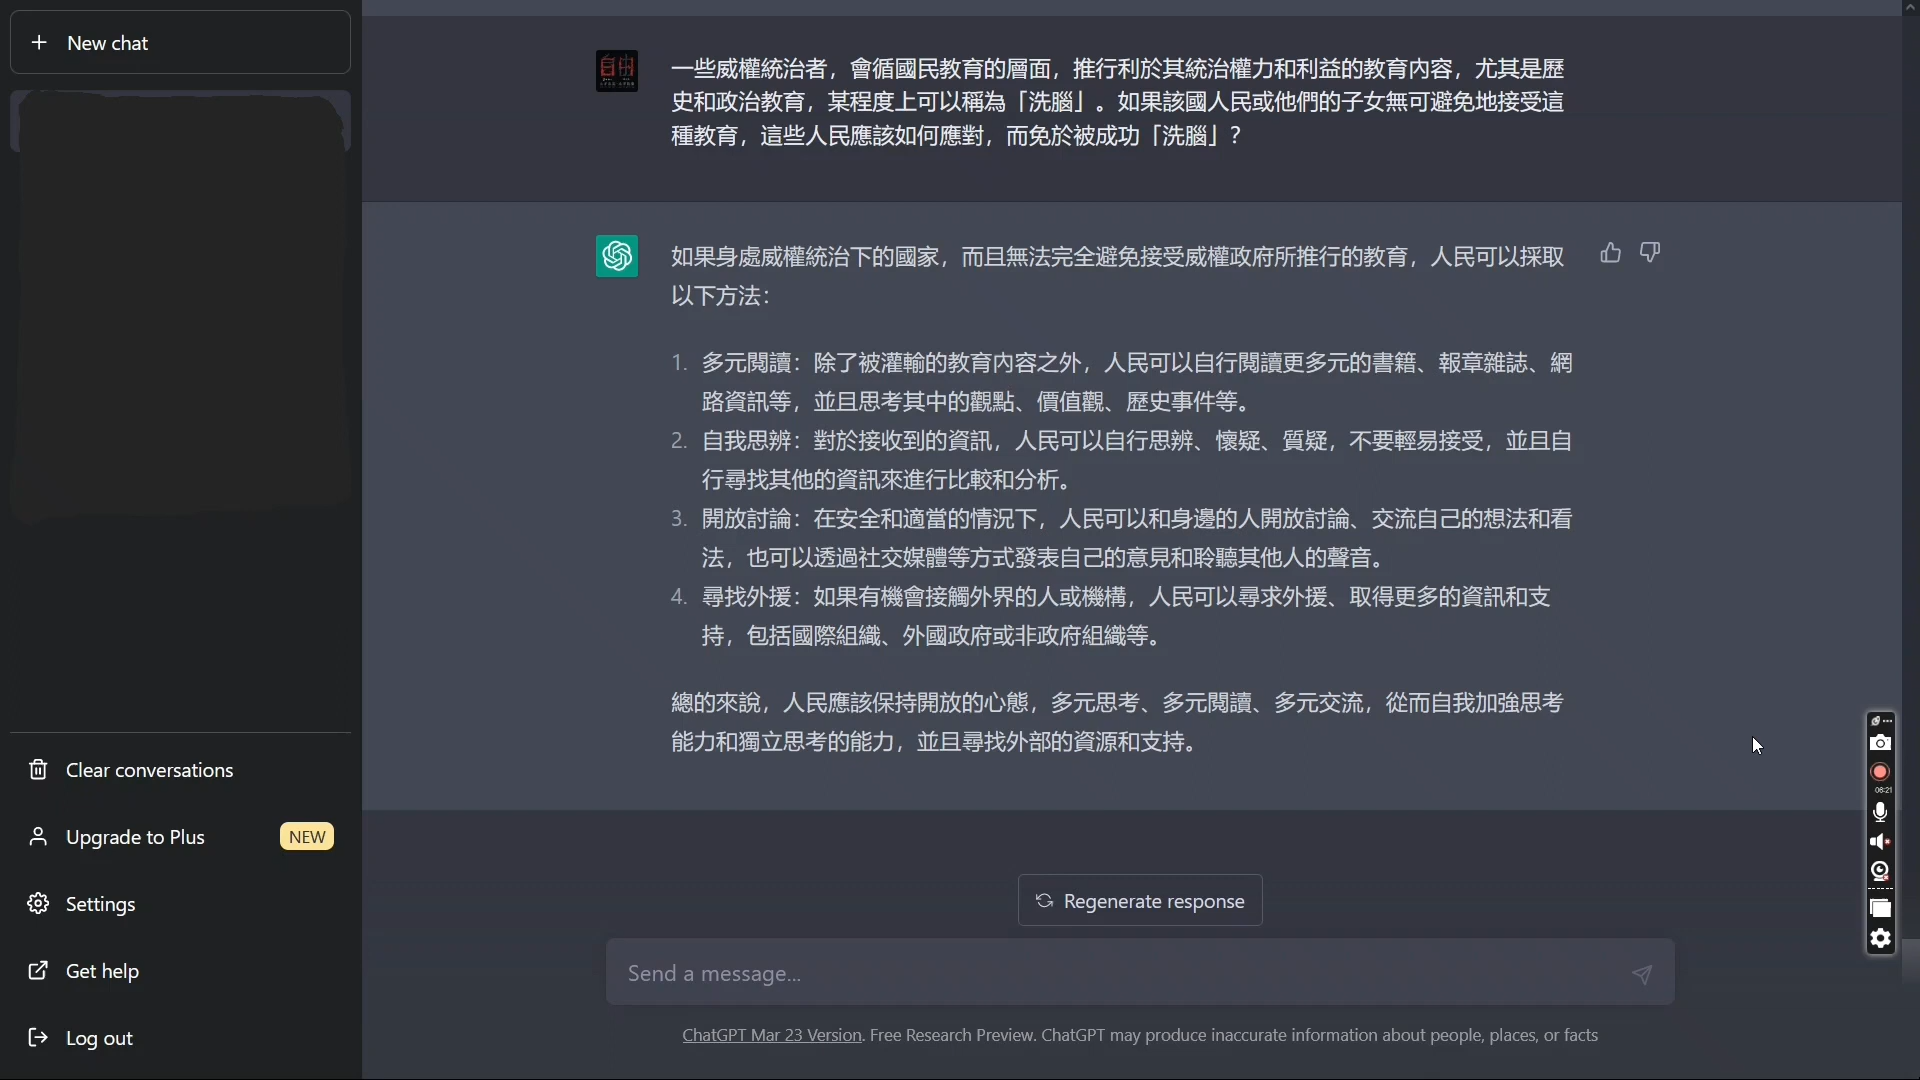 New chat
自由
一些威權統治者，會循國民教育的層面，推行利於其統治權力和利益的教育內容，尤其是歷
史和政治教育，某程度上可以稱為「洗腦」。如果該國人民或他們的子女無可避免地接受這
種教育，這些人民應該如何應對，而免於被成功「洗腦」？
如果身處威權統治下的國家，而且無法完全避免接受威權政府所推行的教育，人民可以採取
以下方法：
1. 多元閱讀：除了被灌輸的教育內容之外，人民可以自行閱讀更多元的書籍、報章雜誌、網
路資訊等，並且思考其中的觀點、價值觀、歷史事件等。
2. 自我思辨：對於接收到的資訊，人民可以自行思辨、懷疑、質疑，不要輕易接受，並且自
行尋找其他的資訊來進行比較和分析。
3. 開放討論：在安全和適當的情況下，人民可以和身邊的人開放討論、交流自己的想法和看
法，也可以透過社交媒體等方式發表自己的意見和聆聽其他人的聲音。
4. 尋找外援：如果有機會接觸外界的人或機構，人民可以尋求外援、取得更多的資訊和支
持，包括國際組織、外國政府或非政府組織等。
總的來說，人民應該保持開放的心態，多元思考、多元閱讀、多元交流，從而自我加強思考
能力和獨立思考的能力，並且尋找外部的資源和支持。
Clear conversations
Upgrade to Plus NEW
Settings
Get help
Log out
Regenerate response
Send a message...
ChatGPT Mar 23 Version. Free Research Preview. ChatGPT may produce inaccurate information about people, places, or facts
06:21